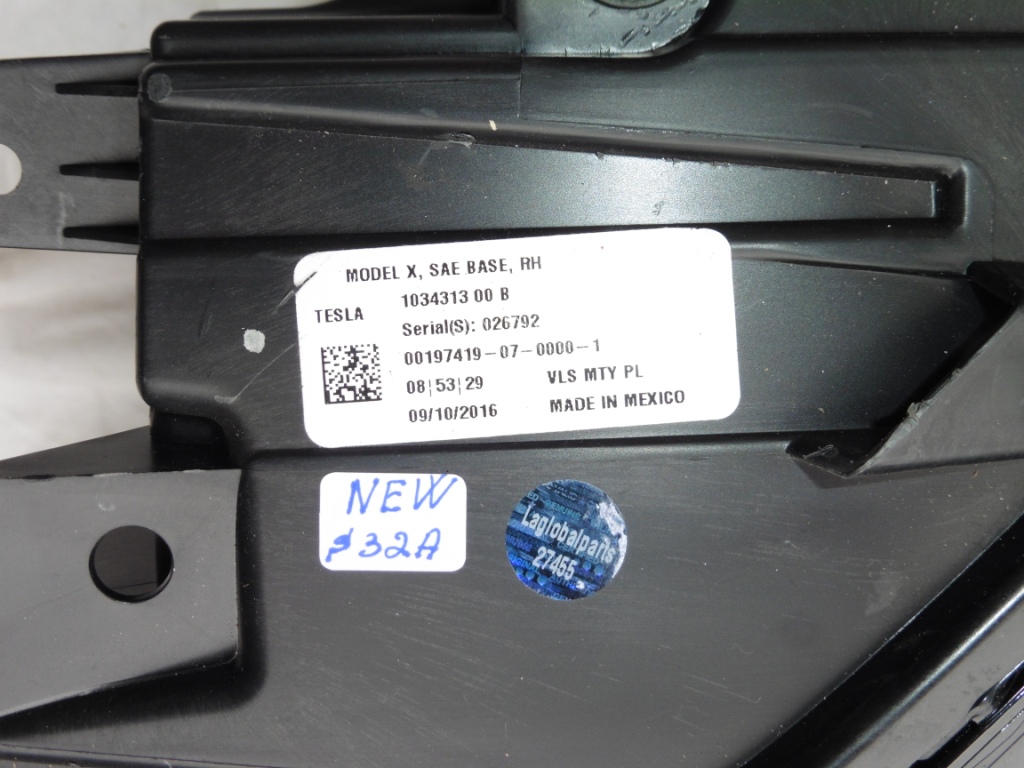 MODEL X, SAE BASE, RH
TESLA
1034313 00 B
Serial(S): 026792
00197419-07-0000-1
08|53|29
VLS MTY PL
09/10/2016
MADE IN MEXICO
NEW
$32A
Laglobalparts
27455